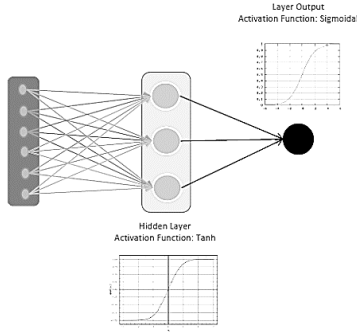 Layer Output
Activation Function: Sigmoidal
Hidden Layer
Activation Function: Tanh